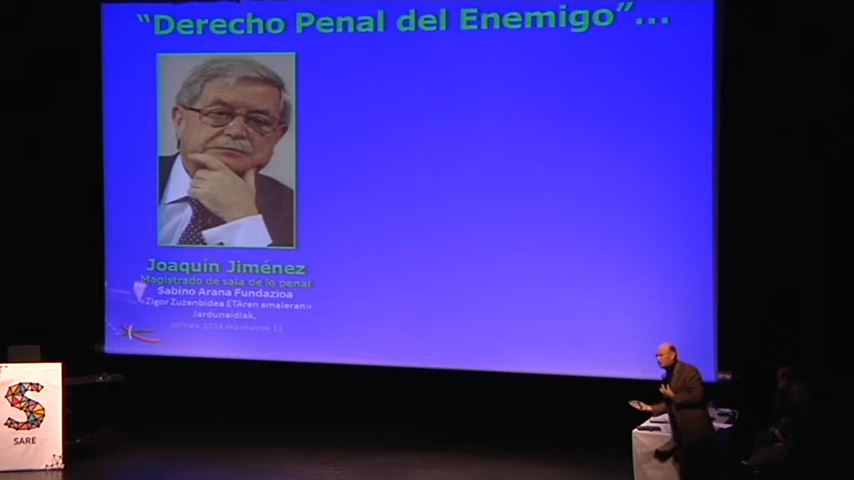 “Derecho Penal del Enemigo”...
Joaquín Jiménez
Magistrado de sala de lo penal
Sabino Arana Fundazioa
«Zigor Zuzenbidea ETAren amaieran»
Jardunaldiak,
2014
SARE